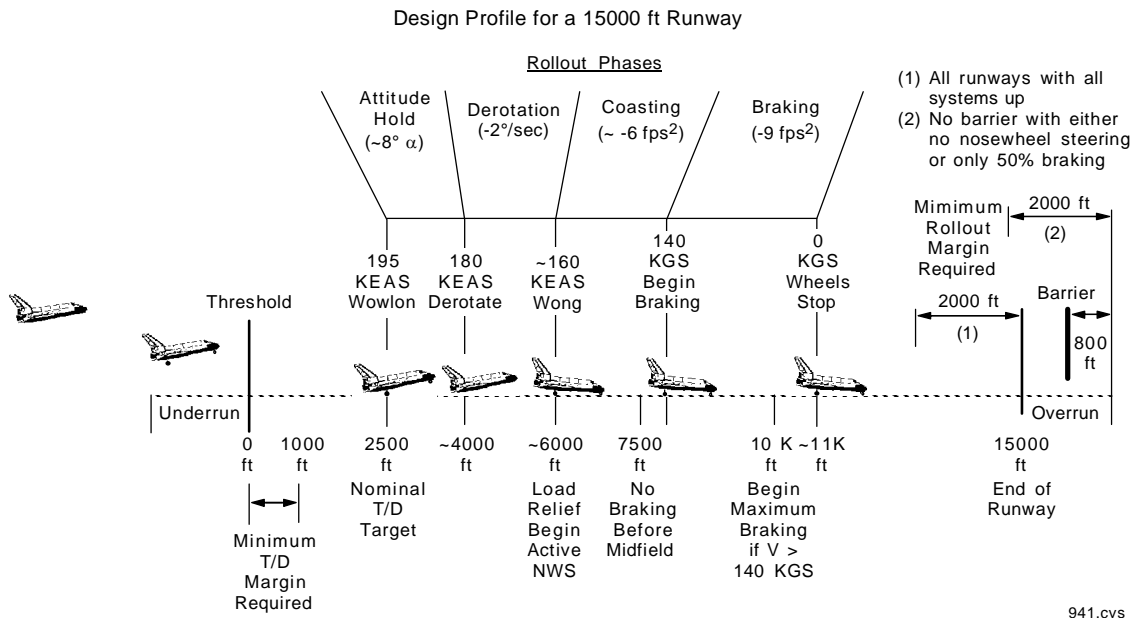 Design Profile for a 15000 ft Runway
Rollout Phases
Attitude
Hold
(~8° α)
Derotation
(-2°/sec)
Coasting
(~ -6 fps²)
Braking
(-9 fps²)
(1) All runways with all
systems up
(2) No barrier with either
no nosewheel steering
or only 50% braking
Mimimum
Rollout
Margin
Required
2000 ft
(2)
2000 ft
(1)
Barrier
800
ft
Threshold
195
KEAS
Wowlon
180
KEAS
Derotate
~160
KEAS
Wong
140
KGS
Begin
Braking
0
KGS
Wheels
Stop
Underrun
Overrun
0
ft
1000
ft
2500
ft
~4000
ft
~6000
ft
7500
ft
10 K
ft
~11K
ft
15000
ft
Minimum
T/D
Margin
Required
Nominal
T/D
Target
Load
Relief
Begin
Active
NWS
No
Braking
Before
Midfield
Begin
Maximum
Braking
if V >
140 KGS
End of
Runway
941.cvs